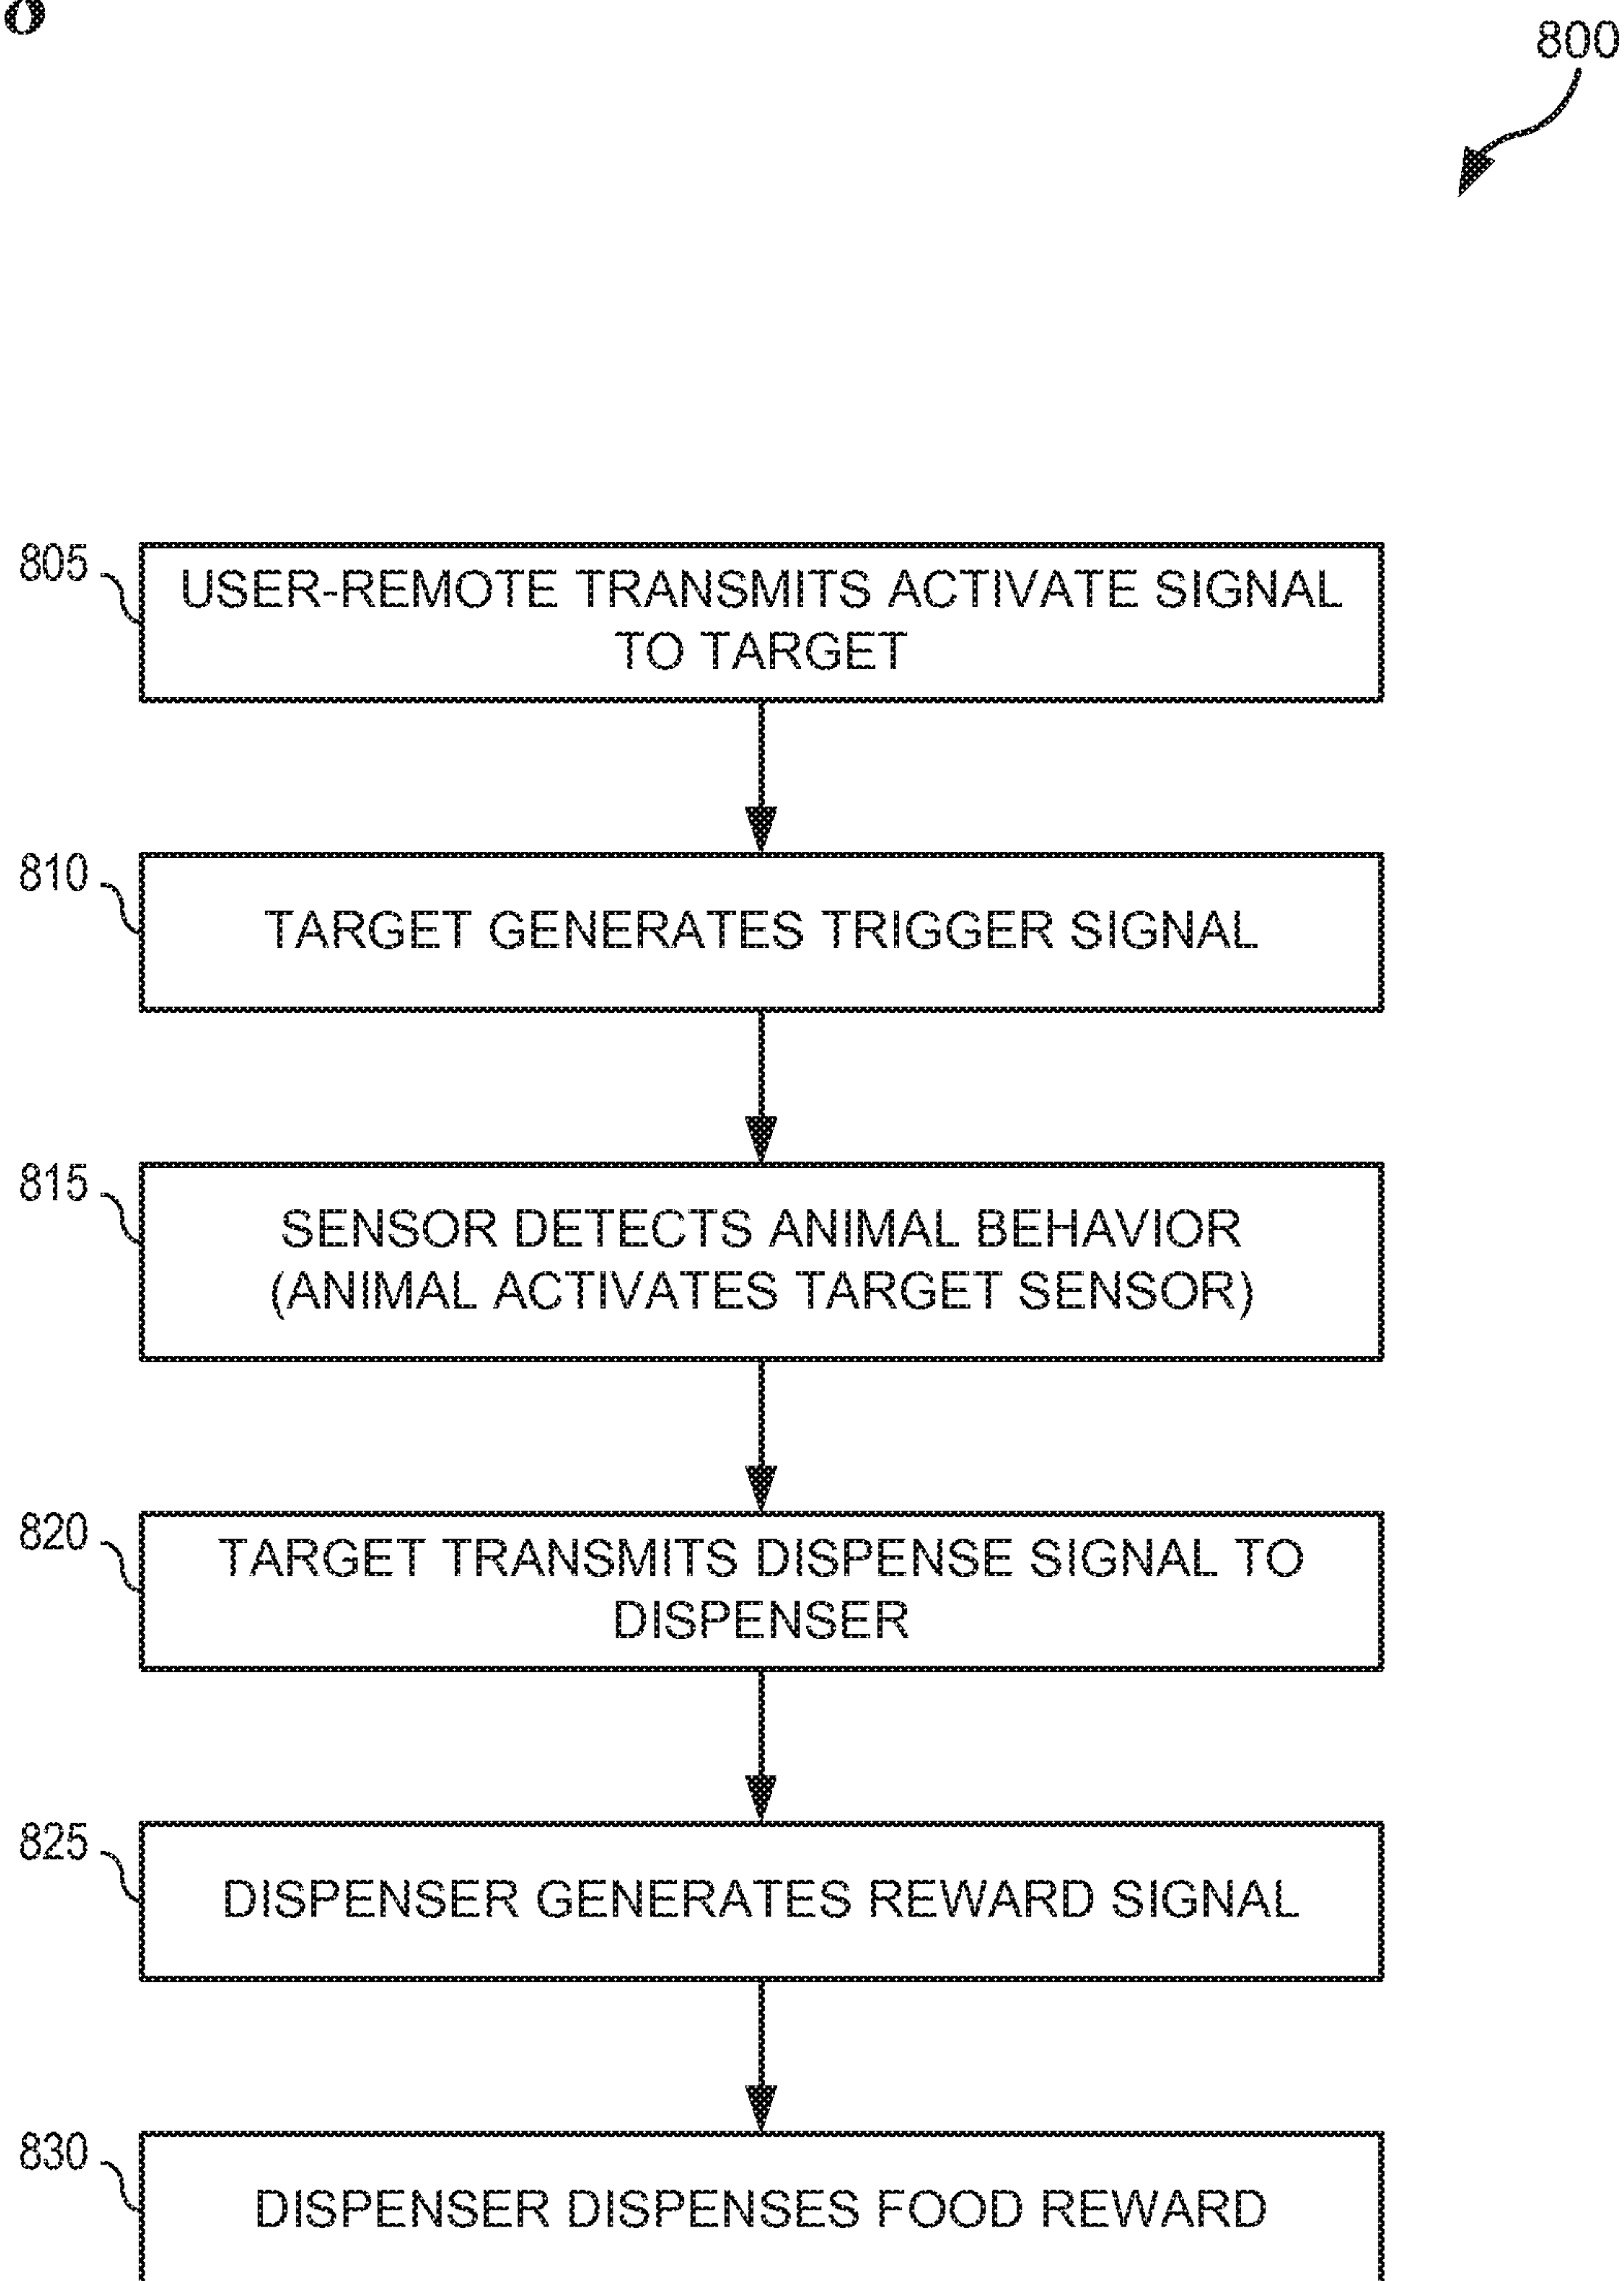 800
805
USER-REMOTE TRANSMITS ACTIVATE SIGNAL
TO TARGET
810
TARGET GENERATES TRIGGER SIGNAL
815
SENSOR DETECTS ANIMAL BEHAVIOR
(ANIMAL ACTIVATES TARGET SENSOR)
820
TARGET TRANSMITS DISPENSE SIGNAL TO
DISPENSER
825
DISPENSER GENERATES REWARD SIGNAL
830
DISPENSER DISPENSES FOOD REWARD